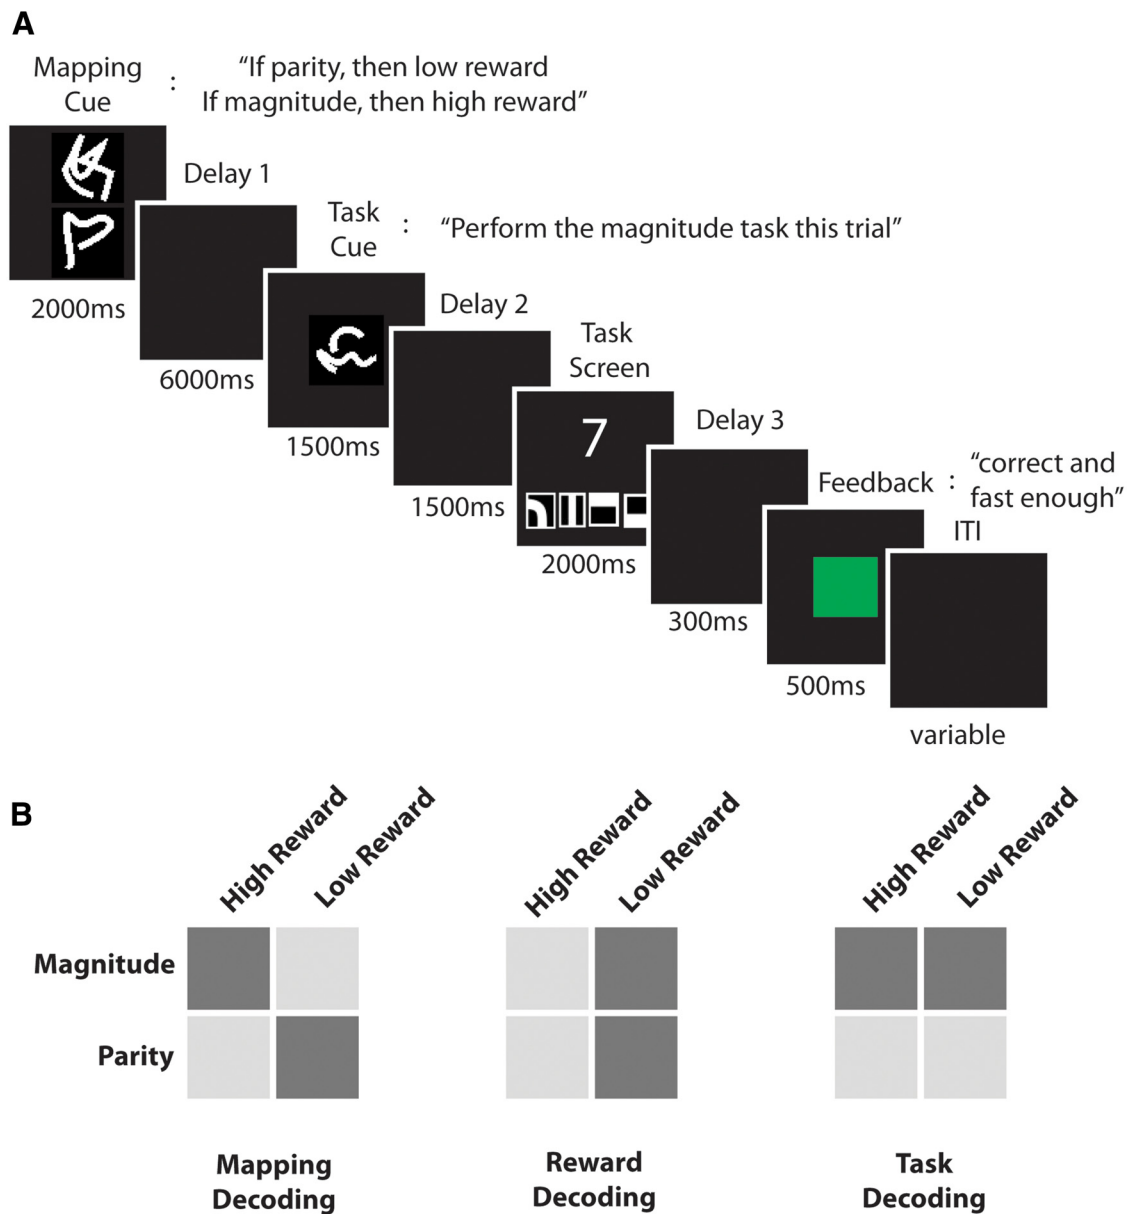 A
Mapping
Cue
:
“If parity, then low reward
If magnitude, then high reward”
2000ms
Delay 1
6000ms
Task
Cue
:
“Perform the magnitude task this trial”
1500ms
Delay 2
1500ms
Task
Screen
7
2000ms
Delay 3
300ms
Feedback :
“correct and
fast enough”
500ms
ITI
variable
B
High Reward
Low Reward
High Reward
Low Reward
High Reward
Low Reward
Magnitude
Parity
Mapping
Decoding
Reward
Decoding
Task
Decoding